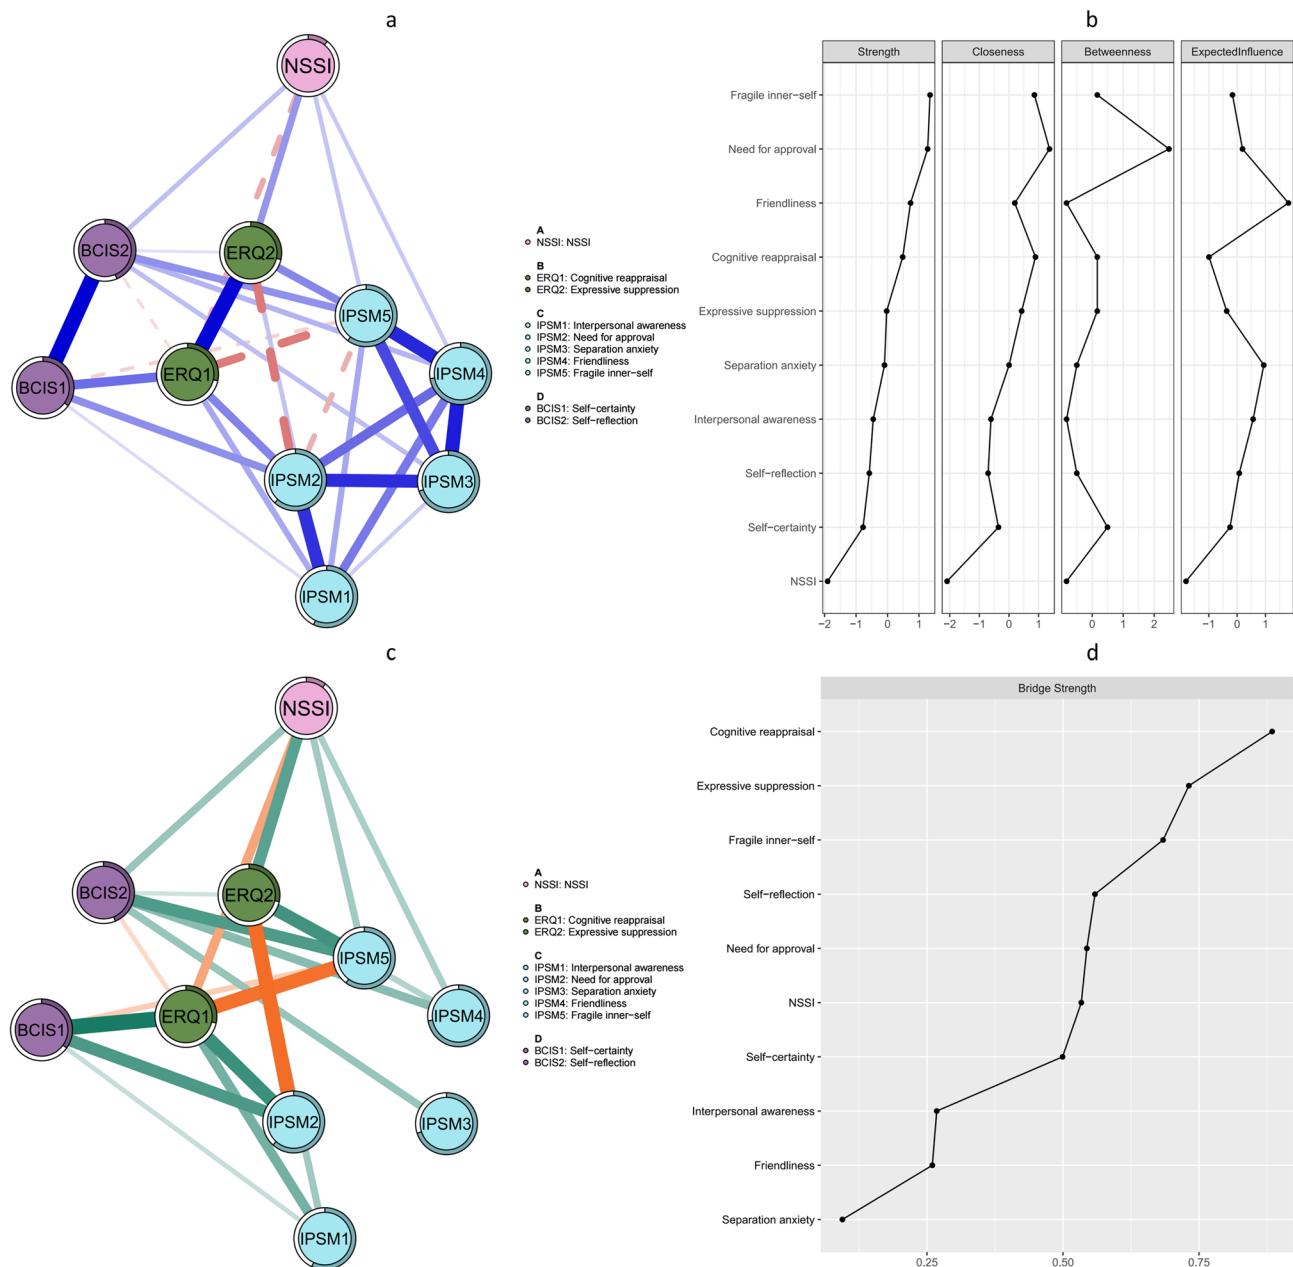 a
NSSI
BCIS2
ERQ2
IPSM5
BCIS1
ERQ1
IPSM4
IPSM2
IPSM3
IPSM1
A
NSSI: NSSI
B
ERQ1: Cognitive reappraisal
ERQ2: Expressive suppression
C
IPSM1: Interpersonal awareness
IPSM2: Need for approval
IPSM3: Separation anxiety
IPSM4: Friendliness
IPSM5: Fragile inner-self
D
BCIS1: Self-certainty
BCIS2: Self-reflection
b
Strength Closeness Betweenness ExpectedInfluence
Fragile inner−self
Need for approval
Friendliness
Cognitive reappraisal
Expressive suppression
Separation anxiety
Interpersonal awareness
Self−reflection
Self−certainty
NSSI
−2 −1 0 1 −2 −1 0 1 0 1 2 −1 0 1
c
NSSI
BCIS2
ERQ2
IPSM5
BCIS1
ERQ1
IPSM4
IPSM2
IPSM3
IPSM1
A
NSSI: NSSI
B
ERQ1: Cognitive reappraisal
ERQ2: Expressive suppression
C
IPSM1: Interpersonal awareness
IPSM2: Need for approval
IPSM3: Separation anxiety
IPSM4: Friendliness
IPSM5: Fragile inner-self
D
BCIS1: Self-certainty
BCIS2: Self-reflection
d
Bridge Strength
Cognitive reappraisal
Expressive suppression
Fragile inner−self
Self−reflection
Need for approval
NSSI
Self−certainty
Interpersonal awareness
Friendliness
Separation anxiety
0.25 0.50 0.75